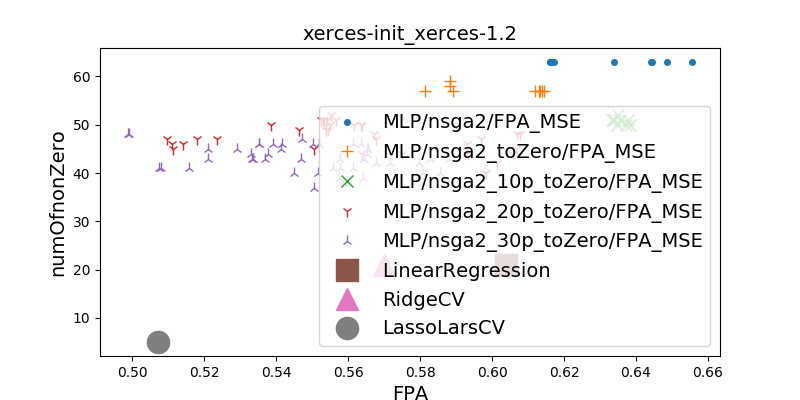 xerces-init_xerces-1.2
numOfnonZero
60
50
40
30
20
10
MLP/nsga2/FPA_MSE
MLP/nsga2_toZero/FPA_MSE
MLP/nsga2_10p_toZero/FPA_MSE
MLP/nsga2_20p_toZero/FPA_MSE
MLP/nsga2_30p_toZero/FPA_MSE
LinearRegression
RidgeCV
LassoLarsCV
0.50 0.52 0.54 0.56 0.58 0.60 0.62 0.64 0.66
FPA